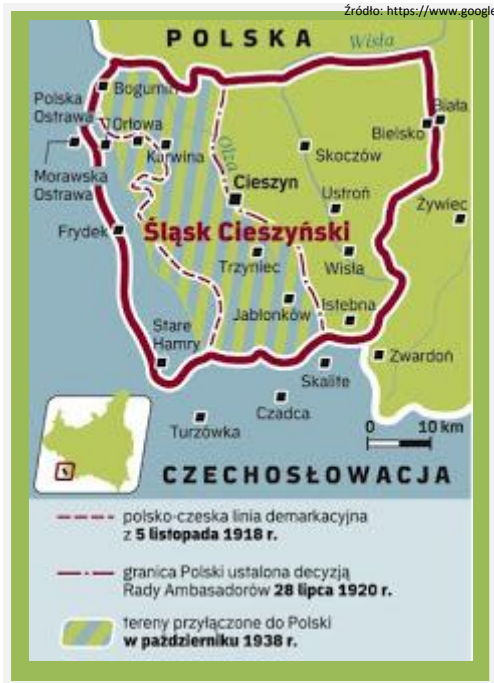 Źródło: https://www.google
POLSKA
Wisła
Bogumin
Polska
Ostrawa
Orłowa
Karwina
Morawska
Ostrawa
Olza
Biała
Bielsko
Skoczów
Cieszyn
Ustroń
Żywiec
Frydek
Śląsk Cieszyński
Trzyniec
Wisła
Jabłonków
Istebna
Stare
Hamry
Zwardoń
Skalite
Czadca
Turzówka
0 10 km
CZECHOSŁOWACJA
polsko-czeska linia demarkacyjna
z 5 listopada 1918 r.
granica Polski ustalona decyzją
Rady Ambasadorów 28 lipca 1920 r.
tereny przyłączone do Polski
w październiku 1938 r.